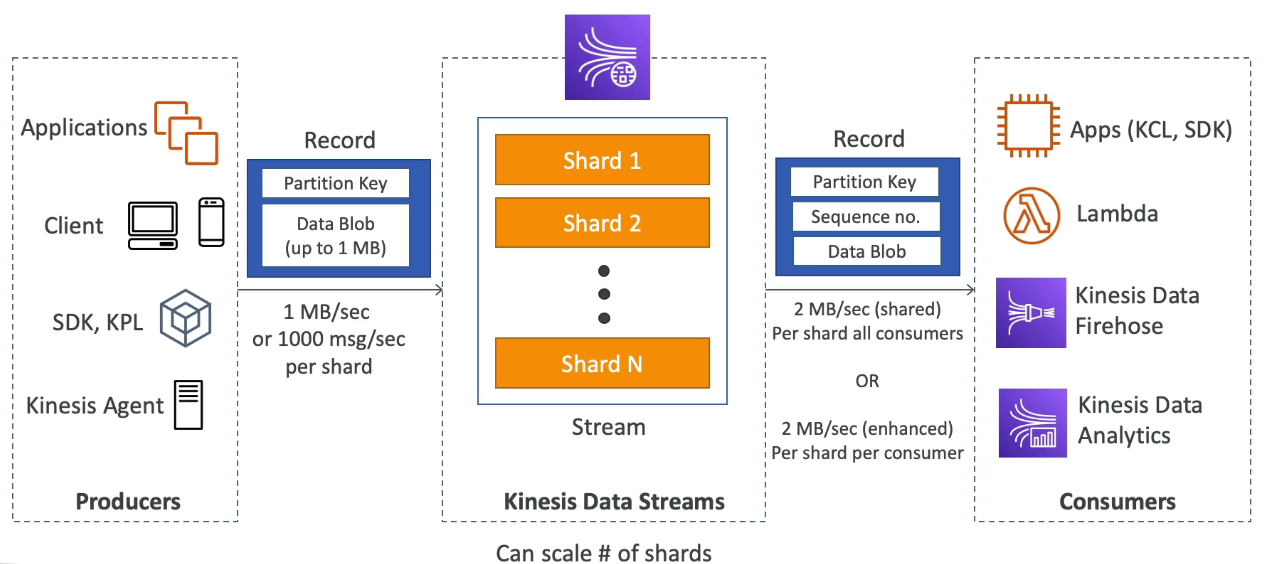 Applications
Client
SDK, KPL
Kinesis Agent
Producers
Record
Partition Key
Data Blob
(up to 1 MB)
1 MB/sec
or 1000 msg/sec
per shard
Shard 1
Shard 2
Shard N
Stream
Kinesis Data Streams
Can scale # of shards
Record
Partition Key
Sequence no.
Data Blob
2 MB/sec (shared)
Per shard all consumers
OR
2 MB/sec (enhanced)
Per shard per consumer
Apps (KCL, SDK)
Lambda
Kinesis Data
Firehose
Kinesis Data
Analytics
Consumers